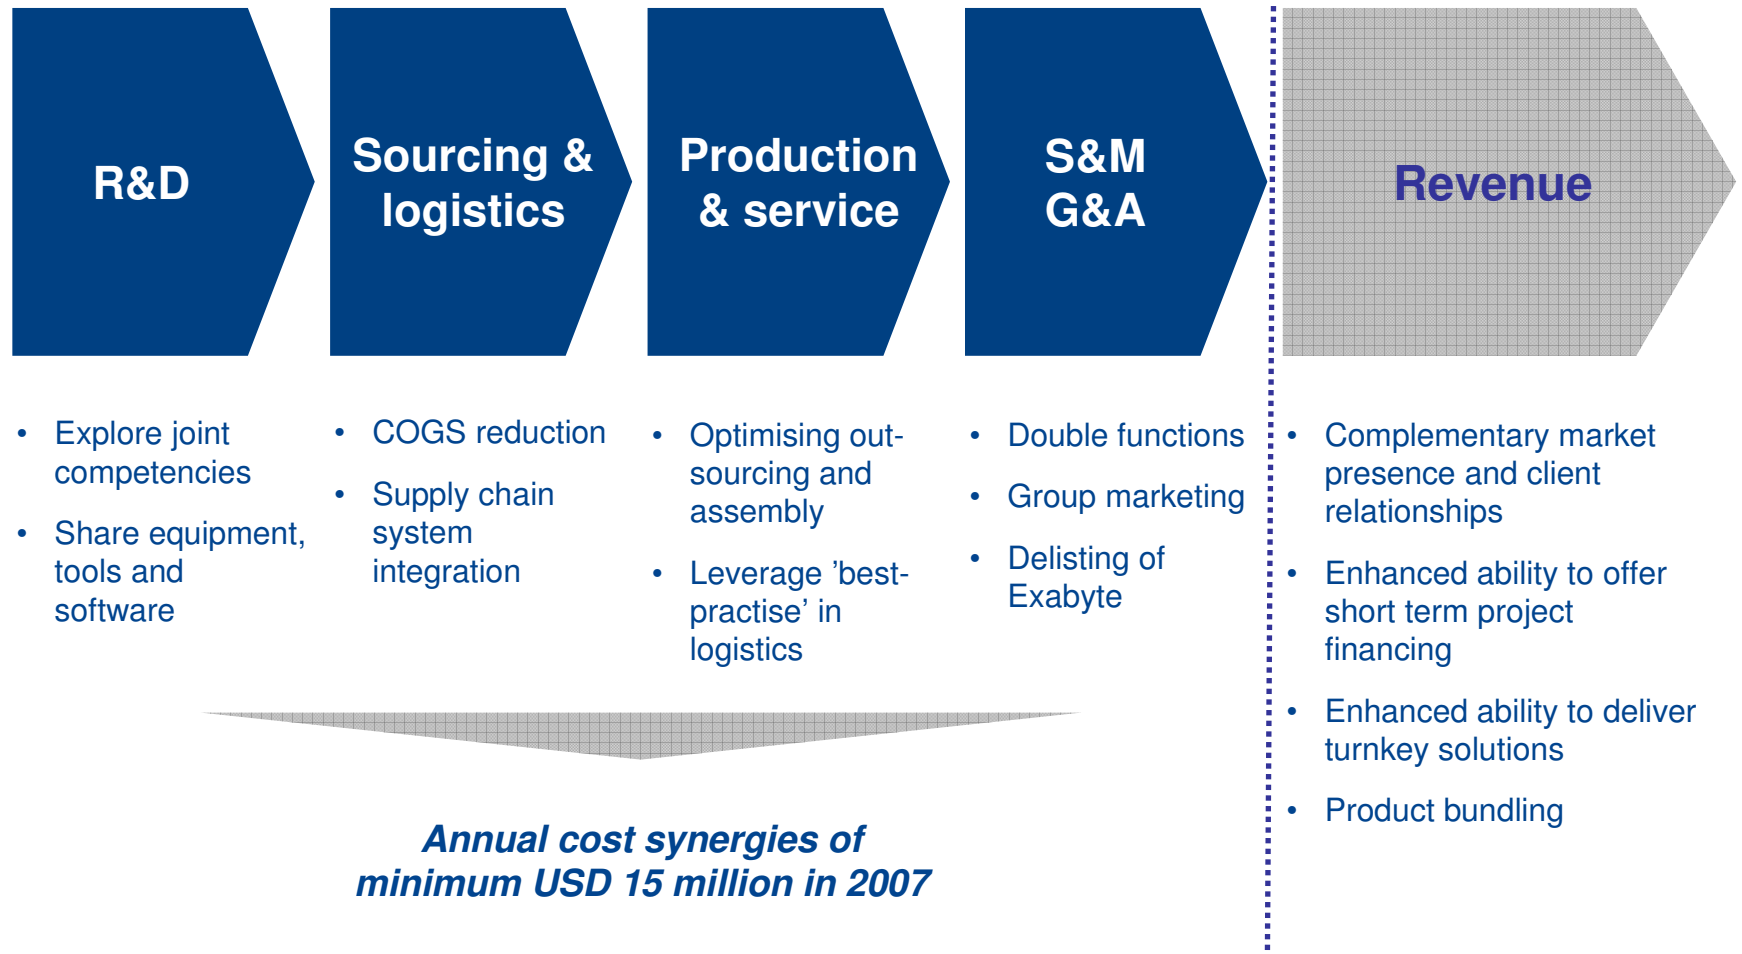 R&D
Sourcing &
logistics
Production
& service
S&M
G&A
Revenue
• Explore joint
competencies
• Share equipment,
tools and
software
• COGS reduction
• Supply chain
system
integration
• Optimising out-
sourcing and
assembly
• Leverage ’best-
practise’ in
logistics
• Double functions
• Group marketing
• Delisting of
Exabyte
• Complementary market
presence and client
relationships
• Enhanced ability to offer
short term project
financing
• Enhanced ability to deliver
turnkey solutions
• Product bundling
Annual cost synergies of
minimum USD 15 million in 2007